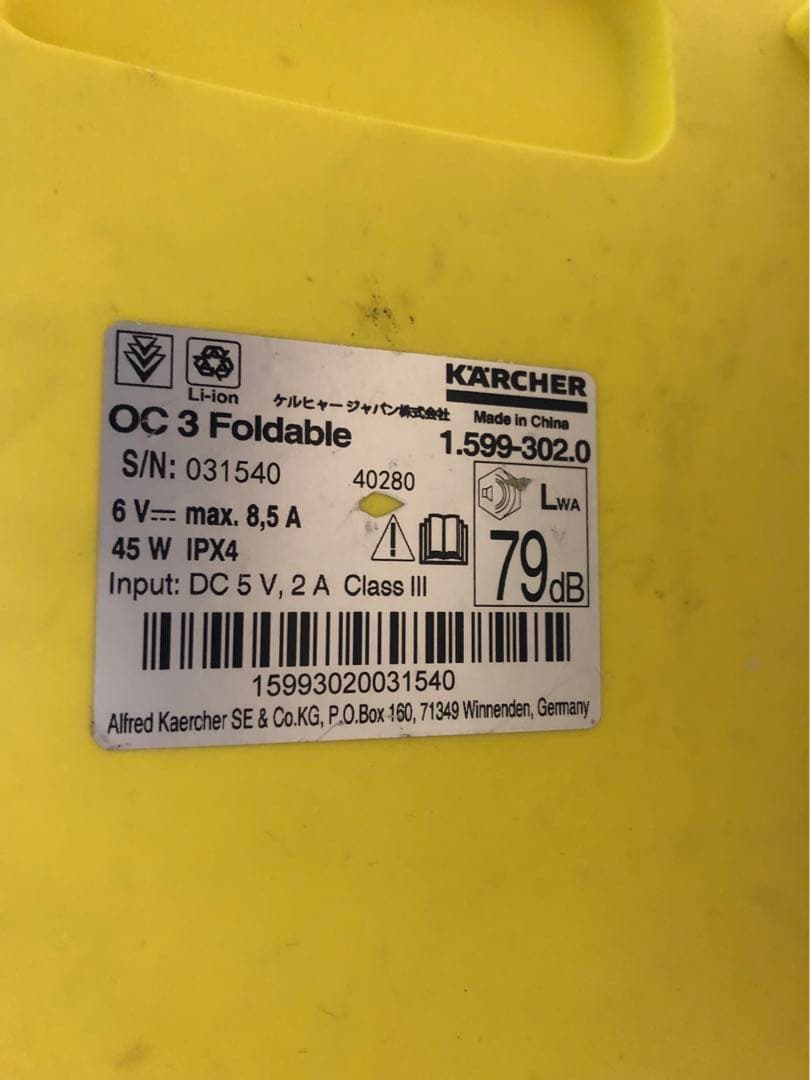 KÄRCHER
Li-ion
ケルヒャー ジャパン株式会社
Made in China
OC 3 Foldable
1.599-302.0
S/N: 031540
40280
6 V⎓ max. 8,5 A
45 W IPX4
Input: DC 5 V, 2 A Class III
LWA
79dB
15993020031540
Alfred Kaercher SE & Co.KG, P.O.Box 160, 71349 Winnenden, Germany